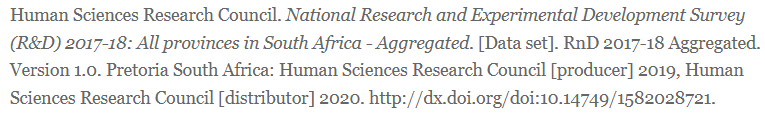 Human Sciences Research Council. National Research and Experimental Development Survey
(R&D) 2017-18: All provinces in South Africa - Aggregated. [Data set]. RnD 2017-18 Aggregated.
Version 1.0. Pretoria South Africa: Human Sciences Research Council [producer] 2019, Human
Sciences Research Council [distributor] 2020. http://dx.doi.org/doi:10.14749/1582028721.